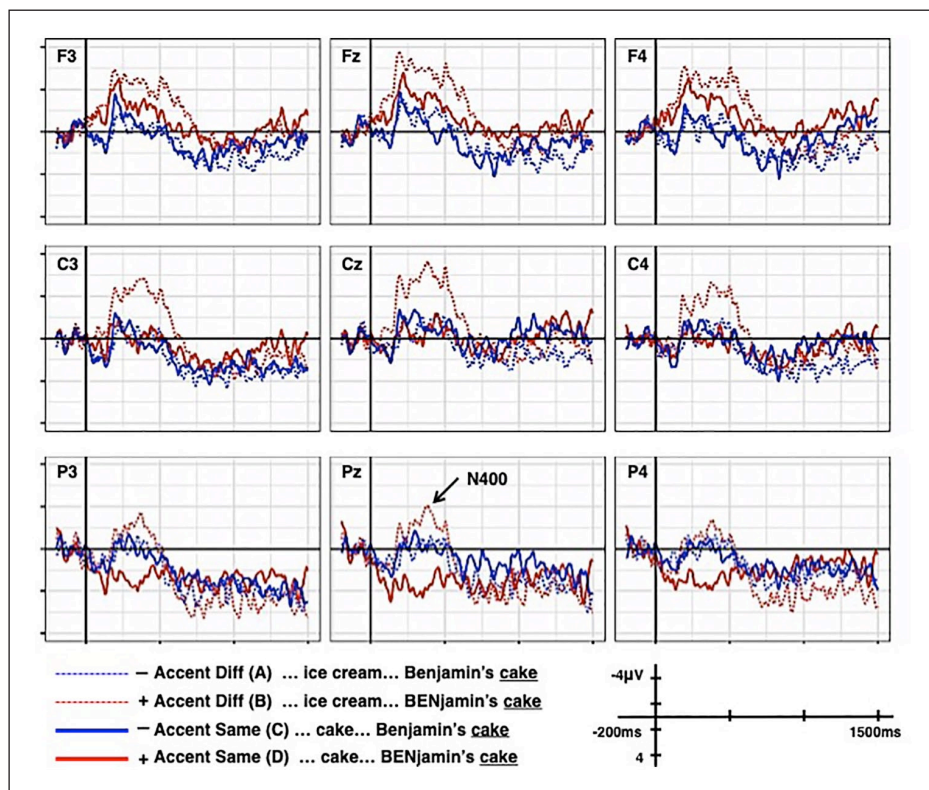 F3
Fz
F4
C3
Cz
C4
P3
Pz
P4
N400
– Accent Diff (A) ... ice cream... Benjamin's cake
+ Accent Diff (B) ... ice cream... BENjamin's cake
– Accent Same (C) ... cake... Benjamin's cake
+ Accent Same (D) ... cake... BENjamin's cake
-4µV
-200ms
1500ms
4